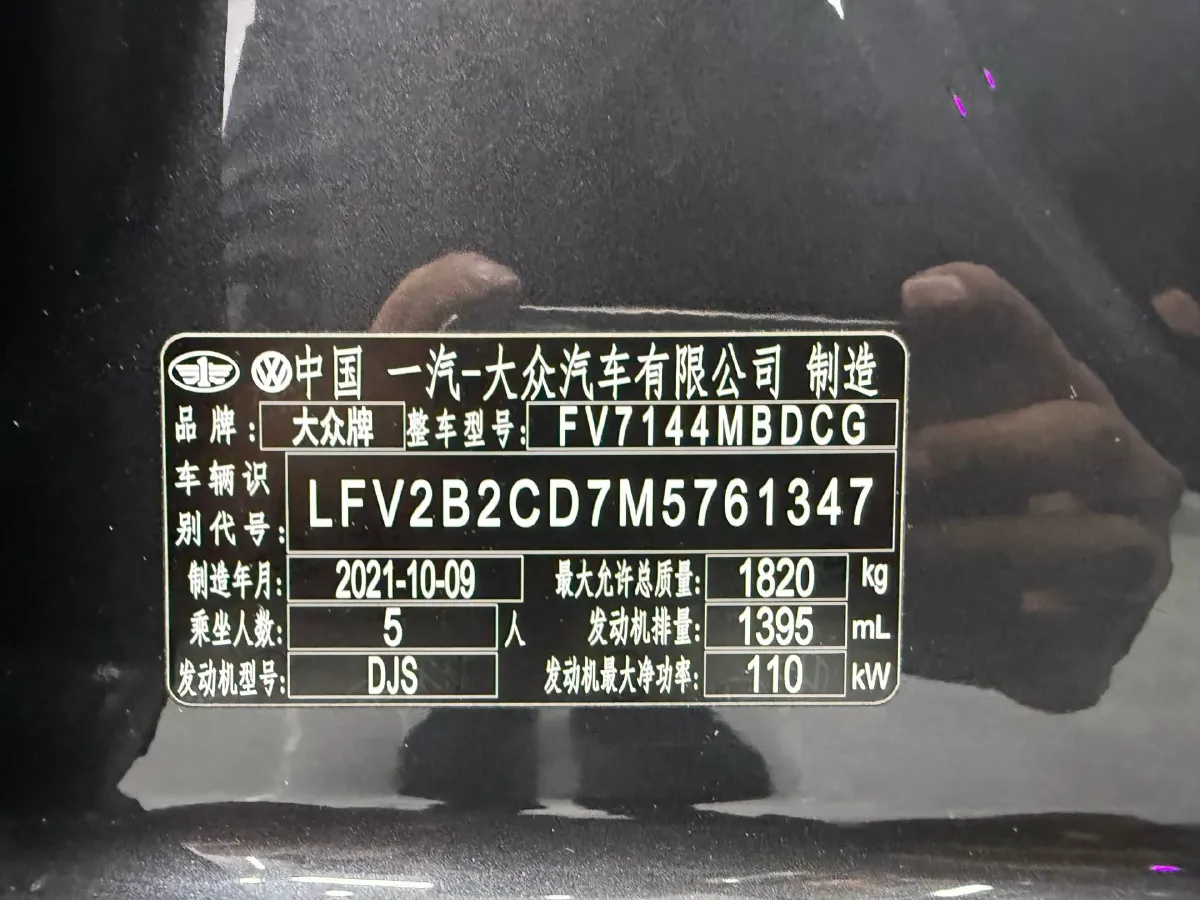 中国 一汽-大众汽车有限公司 制造
品牌: 大众牌 整车型号: FV7144MBDCG
车辆识
别代号: LFV2B2CD7M5761347
制造年月: 2021-10-09 最大允许总质量: 1820 kg
乘坐人数: 5 人 发动机排量: 1395 mL
发动机型号: DJS 发动机最大净功率: 110 kW